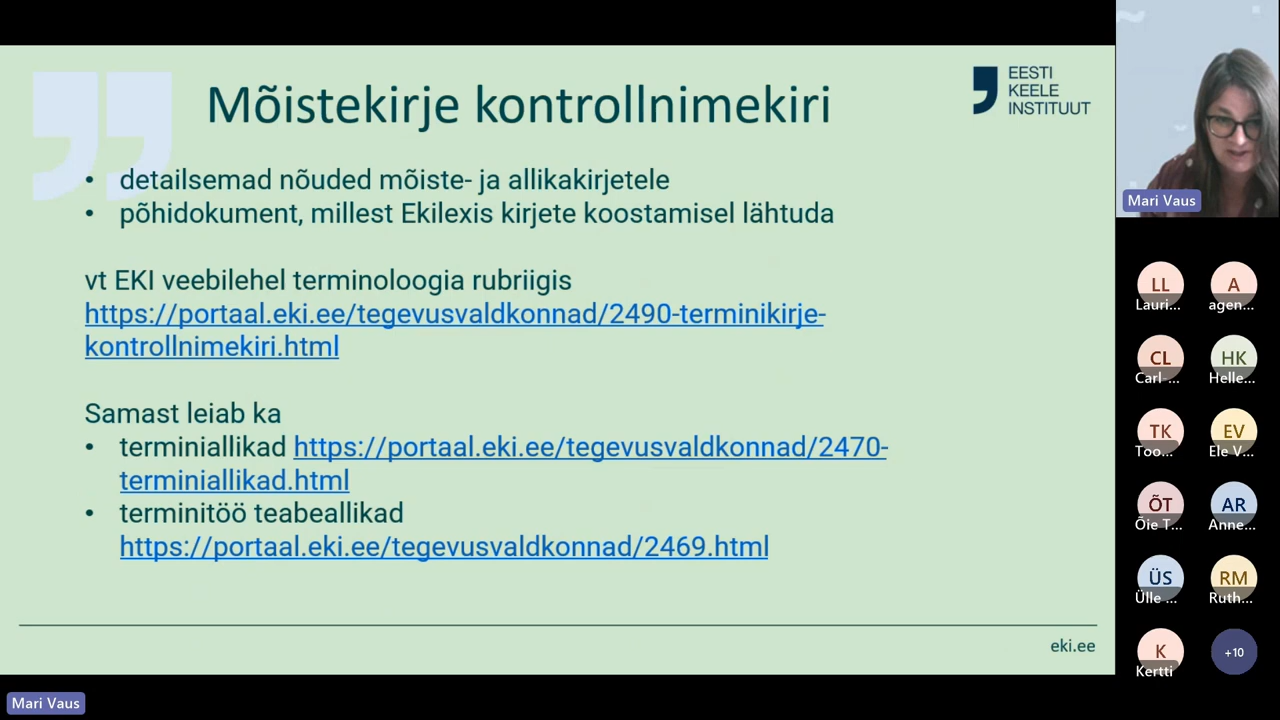 Mõistekirje kontrollnimekiri
EESTI
KEELE
INSTITUUT
• detailsemad nõuded mõiste- ja allikakirjetele
• põhidokument, millest Ekilexis kirjete koostamisel lähtuda
vt EKI veebilehel terminoloogia rubriigis
https://portaal.eki.ee/tegevusvaldkonnad/2490-terminikirje-
kontrollnimekiri.html
Samast leiab ka
• terminiallikad https://portaal.eki.ee/tegevusvaldkonnad/2470-
terminiallikad.html
• terminitöö teabeallikad
https://portaal.eki.ee/tegevusvaldkonnad/2469.html
eki.ee
Mari Vaus
Mari Vaus
LL
Lauri...
A
agen...
CL
Carl-...
HK
Helle...
TK
Too...
EV
Ele V...
ÕT
Õie T...
AR
Anne...
ÜS
Ülle ...
RM
Ruth...
K
Kertti
+10